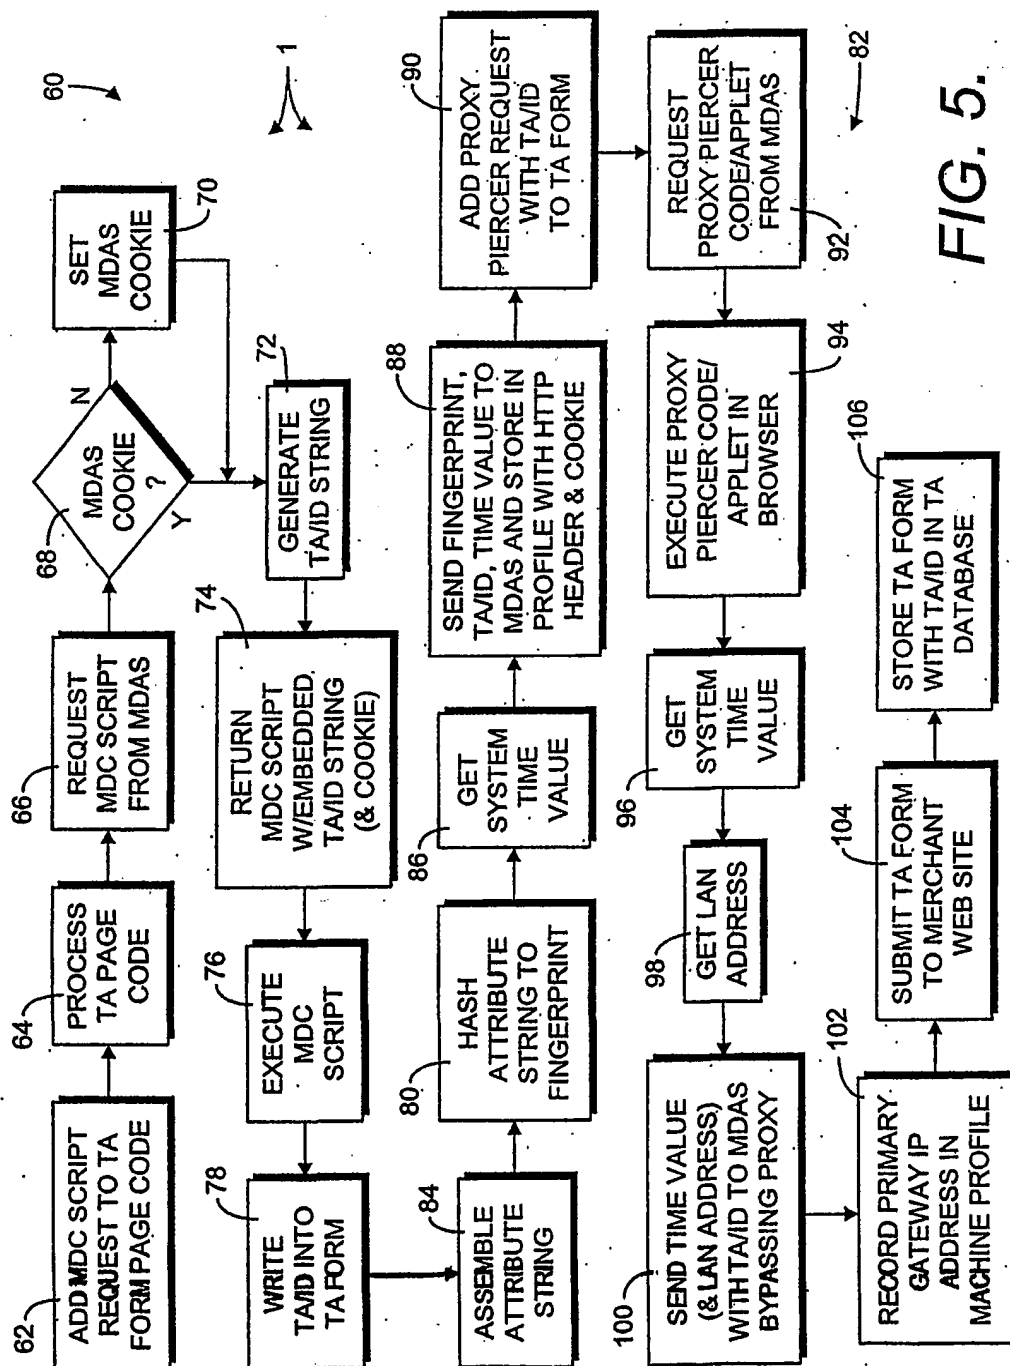 60
1
62
ADD MDC SCRIPT
REQUEST TO TA
FORM PAGE CODE
64
PROCESS
TA PAGE
CODE
66
REQUEST
MDC SCRIPT
FROM MDAS
68
MDAS
COOKIE
?
N
Y
SET
MDAS
COOKIE
70
72
GENERATE
TA/ID STRING
74
RETURN
MDC SCRIPT
W/EMBEDDED
TA/ID STRING
(& COOKIE)
76
EXECUTE
MDC
SCRIPT
78
WRITE
TA/ID INTO
TA FORM
84
ASSEMBLE
ATTRIBUTE
STRING
80
HASH
ATTRIBUTE
STRING TO
FINGERPRINT
86
GET
SYSTEM
TIME
VALUE
88
SEND FINGERPRINT,
TA/ID, TIME VALUE TO
MDAS AND STORE IN
PROFILE WITH HTTP
HEADER & COOKIE
90
ADD PROXY
PIERCER REQUEST
WITH TA/ID
TO TA FORM
REQUEST
PROXY PIERCER
CODE/APPLET
FROM MDAS
92
82
94
EXECUTE PROXY
PIERCER CODE/
APPLET IN
BROWSER
96
GET
SYSTEM
TIME
VALUE
98
GET LAN
ADDRESS
100
SEND TIME VALUE
(& LAN ADDRESS)
WITH TA/ID TO MDAS
BYPASSING PROXY
102
RECORD PRIMARY
GATEWAY IP
ADDRESS IN
MACHINE PROFILE
104
SUBMIT TA FORM
TO MERCHANT
WEB SITE
106
STORE TA FORM
WITH TA/ID IN TA
DATABASE
FIG. 5.